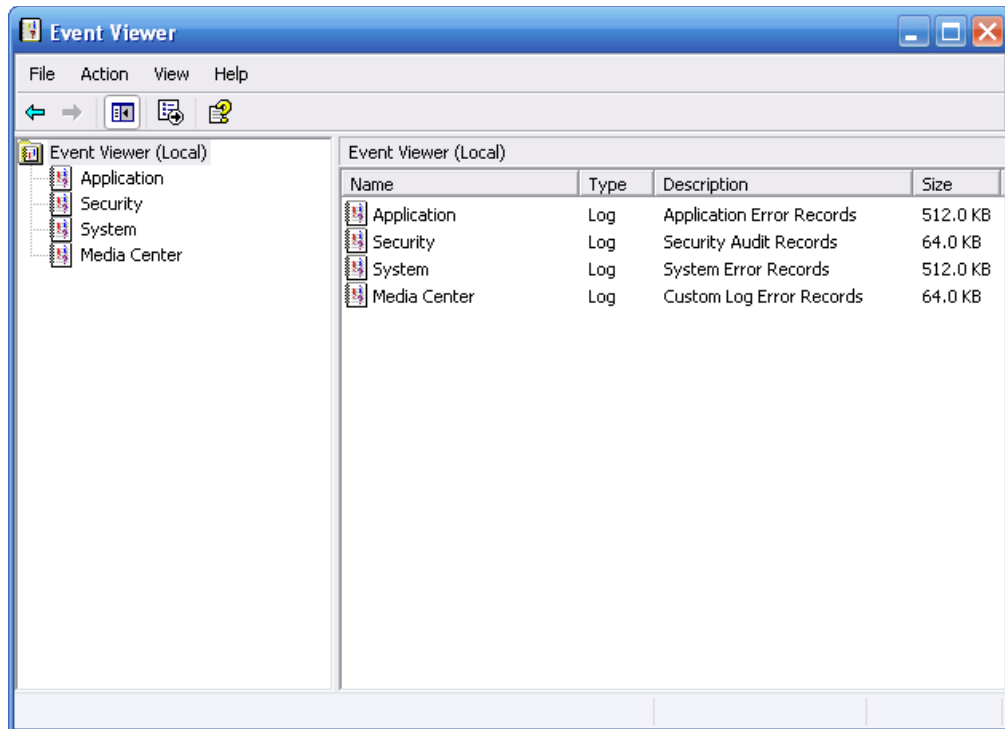 Event Viewer
File Action View Help
Event Viewer (Local)
Application
Security
System
Media Center
Event Viewer (Local)
Name Type Description Size
Application Log Application Error Records 512.0 KB
Security Log Security Audit Records 64.0 KB
System Log System Error Records 512.0 KB
Media Center Log Custom Log Error Records 64.0 KB